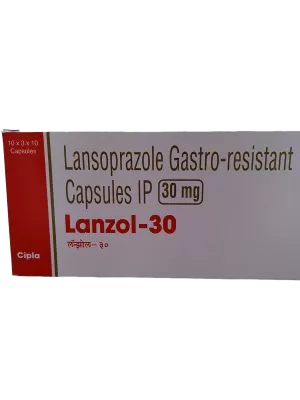 10 x 3 x 10
Capsules
Lansoprazole Gastro-resistant
Capsules IP 30 mg
Lanzol-30
लॅन्झोल-३०
Cipla